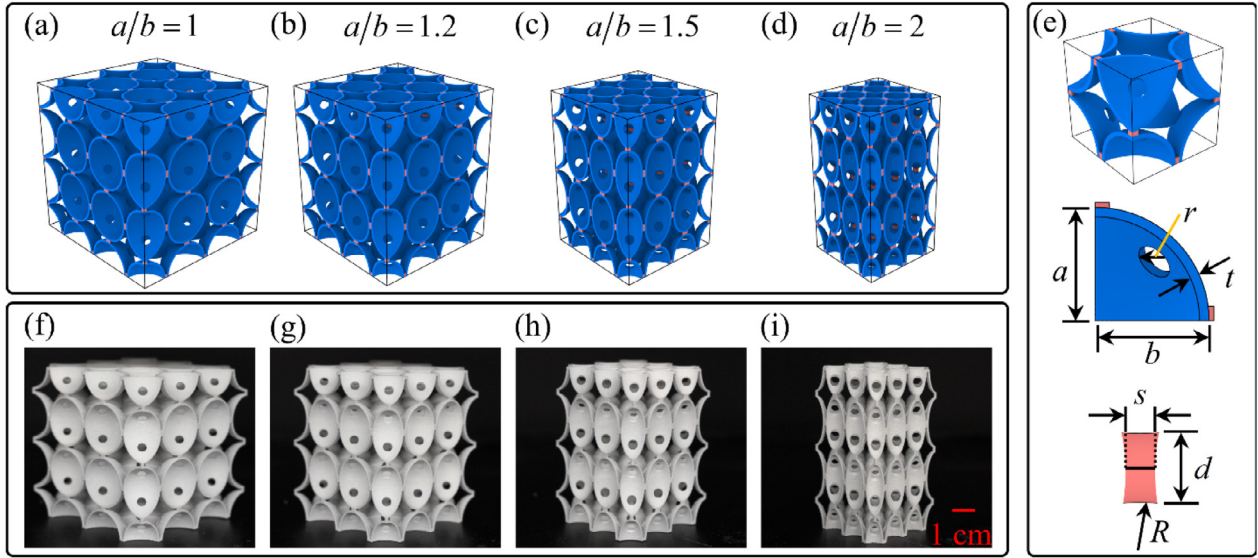 (a) a/b=1
(b) a/b=1.2
(c) a/b=1.5
(d) a/b=2
(e)
r
a
t
b
s
d
R
(f)
(g)
(h)
(i)
1 cm